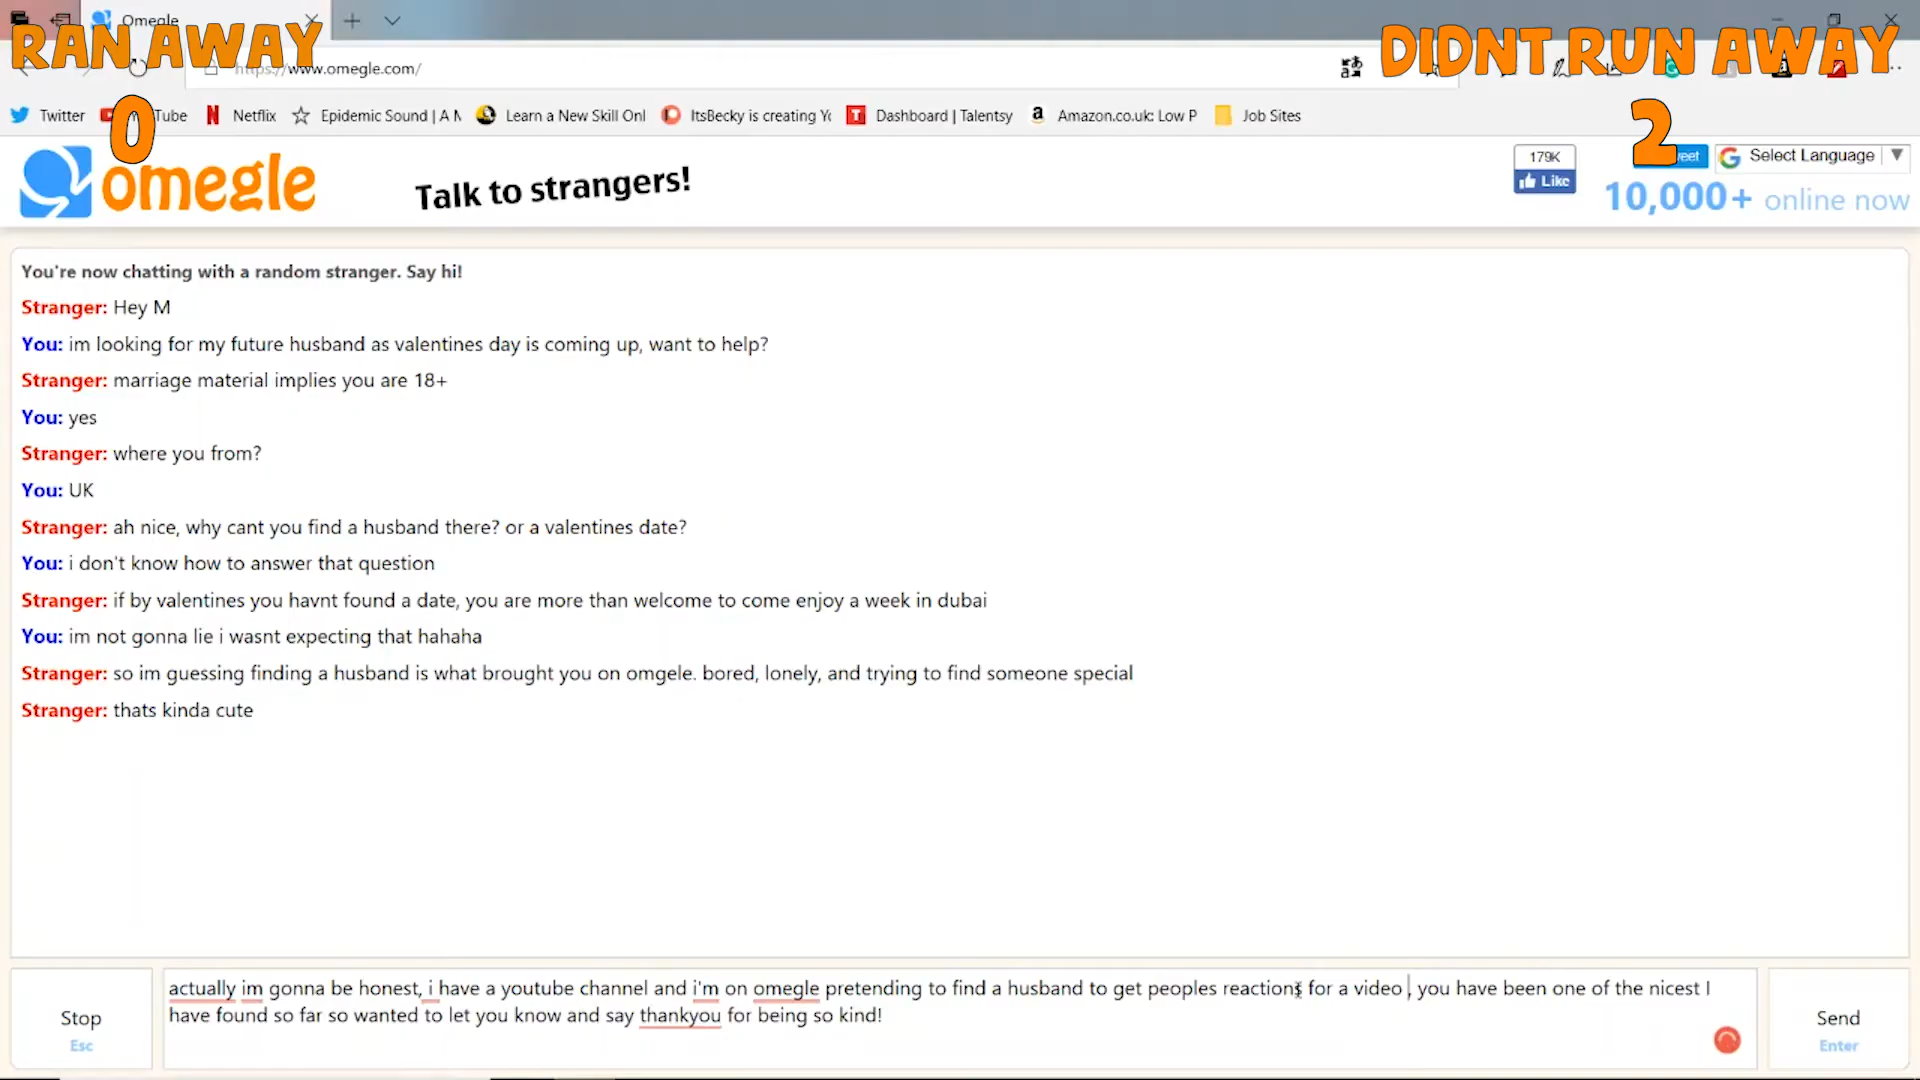 Omegle
RAN AWAY
DIDNT RUN AWAY
https://www.omegle.com/
Twitter
Tube
Netflix
Epidemic Sound | A M
Learn a New Skill Onl
ItsBecky is creating Yo
Dashboard | Talentsy
Amazon.co.uk: Low P
Job Sites
0
2
omegle
Talk to strangers!
179K
Like
eet
Select Language
10,000+ online now
You're now chatting with a random stranger. Say hi!
Stranger: Hey M
You: im looking for my future husband as valentines day is coming up, want to help?
Stranger: marriage material implies you are 18+
You: yes
Stranger: where you from?
You: UK
Stranger: ah nice, why cant you find a husband there? or a valentines date?
You: i don't know how to answer that question
Stranger: if by valentines you havnt found a date, you are more than welcome to come enjoy a week in dubai
You: im not gonna lie i wasnt expecting that hahaha
Stranger: so im guessing finding a husband is what brought you on omgele. bored, lonely, and trying to find someone special
Stranger: thats kinda cute
actually im gonna be honest, i have a youtube channel and i'm on omegle pretending to find a husband to get peoples reactions for a video , you have been one of the nicest I
have found so far so wanted to let you know and say thankyou for being so kind!
Stop
Esc
Send
Enter